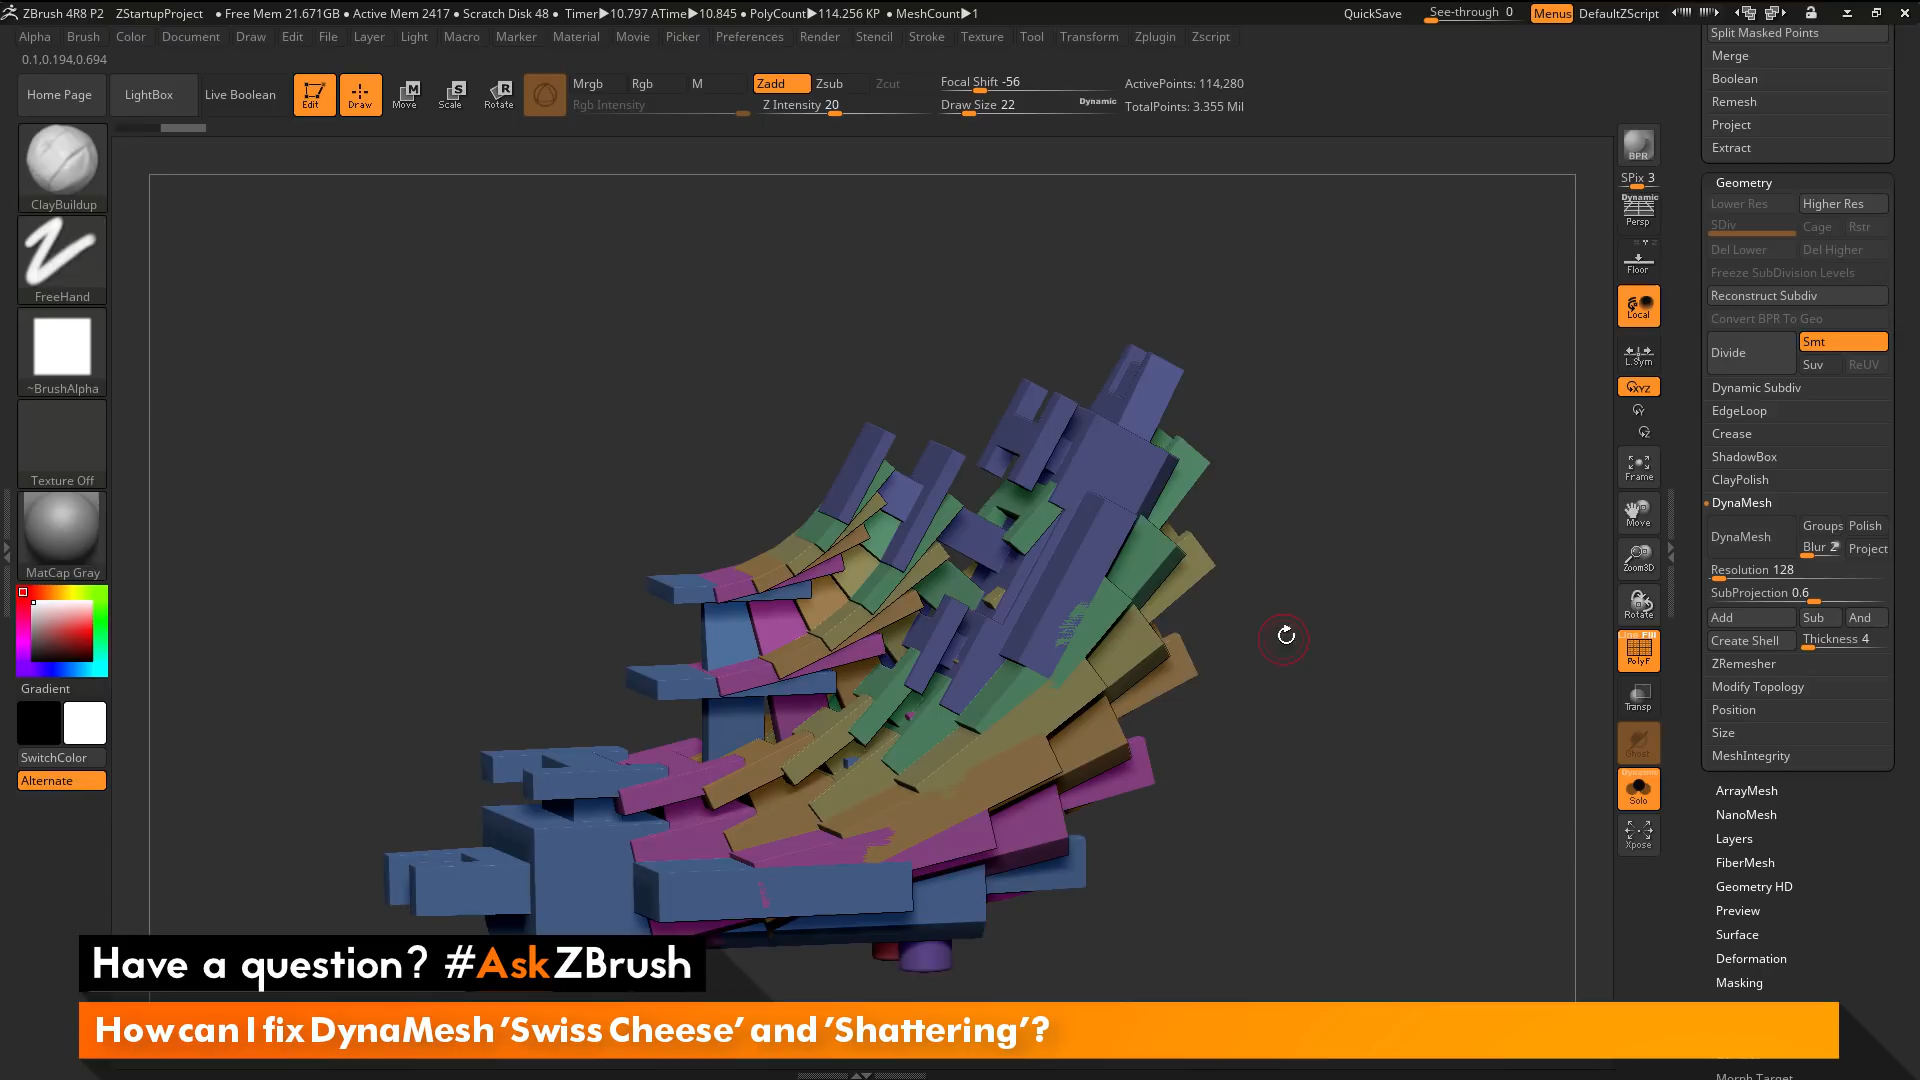 ZBrush 4R8 P2 ZStartupProject • Free Mem 21.671GB • Active Mem 2417 • Scratch Disk 48 • Timer▶10.797 ATime▶10.845 • PolyCount▶114.256 KP • MeshCount▶1 QuickSave See-through 0 Menus DefaultZScript
Alpha Brush Color Document Draw Edit File Layer Light Macro Marker Material Movie Picker Preferences Render Stencil Stroke Texture Tool Transform Zplugin Zscript
0.1,0.194,0.694
Home Page LightBox Live Boolean Edit Draw Move Scale Rotate
Mrgb Rgb M Zadd Zsub Zcut Focal Shift -56 ActivePoints: 114,280
Rgb Intensity Z Intensity 20 Draw Size 22 Dynamic TotalPoints: 3.355 Mil
ClayBuildup
FreeHand
~BrushAlpha
Texture Off
MatCap Gray
Gradient
SwitchColor
Alternate
BPR
SPix 3
Dynamic
Persp
Floor
Local
L.Sym
XYZ
Y
Z
Frame
Move
Zoom3D
Rotate
Line Fill
PolyF
Transp
Ghost
Dynamic
Solo
Xpose
Split Masked Points
Merge
Boolean
Remesh
Project
Extract
Geometry
Lower Res Higher Res
SDiv Cage Rstr
Del Lower Del Higher
Freeze SubDivision Levels
Reconstruct Subdiv
Convert BPR To Geo
Divide Smt
Suv ReUV
Dynamic Subdiv
EdgeLoop
Crease
ShadowBox
ClayPolish
DynaMesh
DynaMesh Groups Polish
Blur 2 Project
Resolution 128
SubProjection 0.6
Add Sub And
Create Shell Thickness 4
ZRemesher
Modify Topology
Position
Size
MeshIntegrity
ArrayMesh
NanoMesh
Layers
FiberMesh
Geometry HD
Preview
Surface
Deformation
Masking
Have a question? #AskZBrush
How can I fix DynaMesh 'Swiss Cheese' and 'Shattering'?
Morph Target